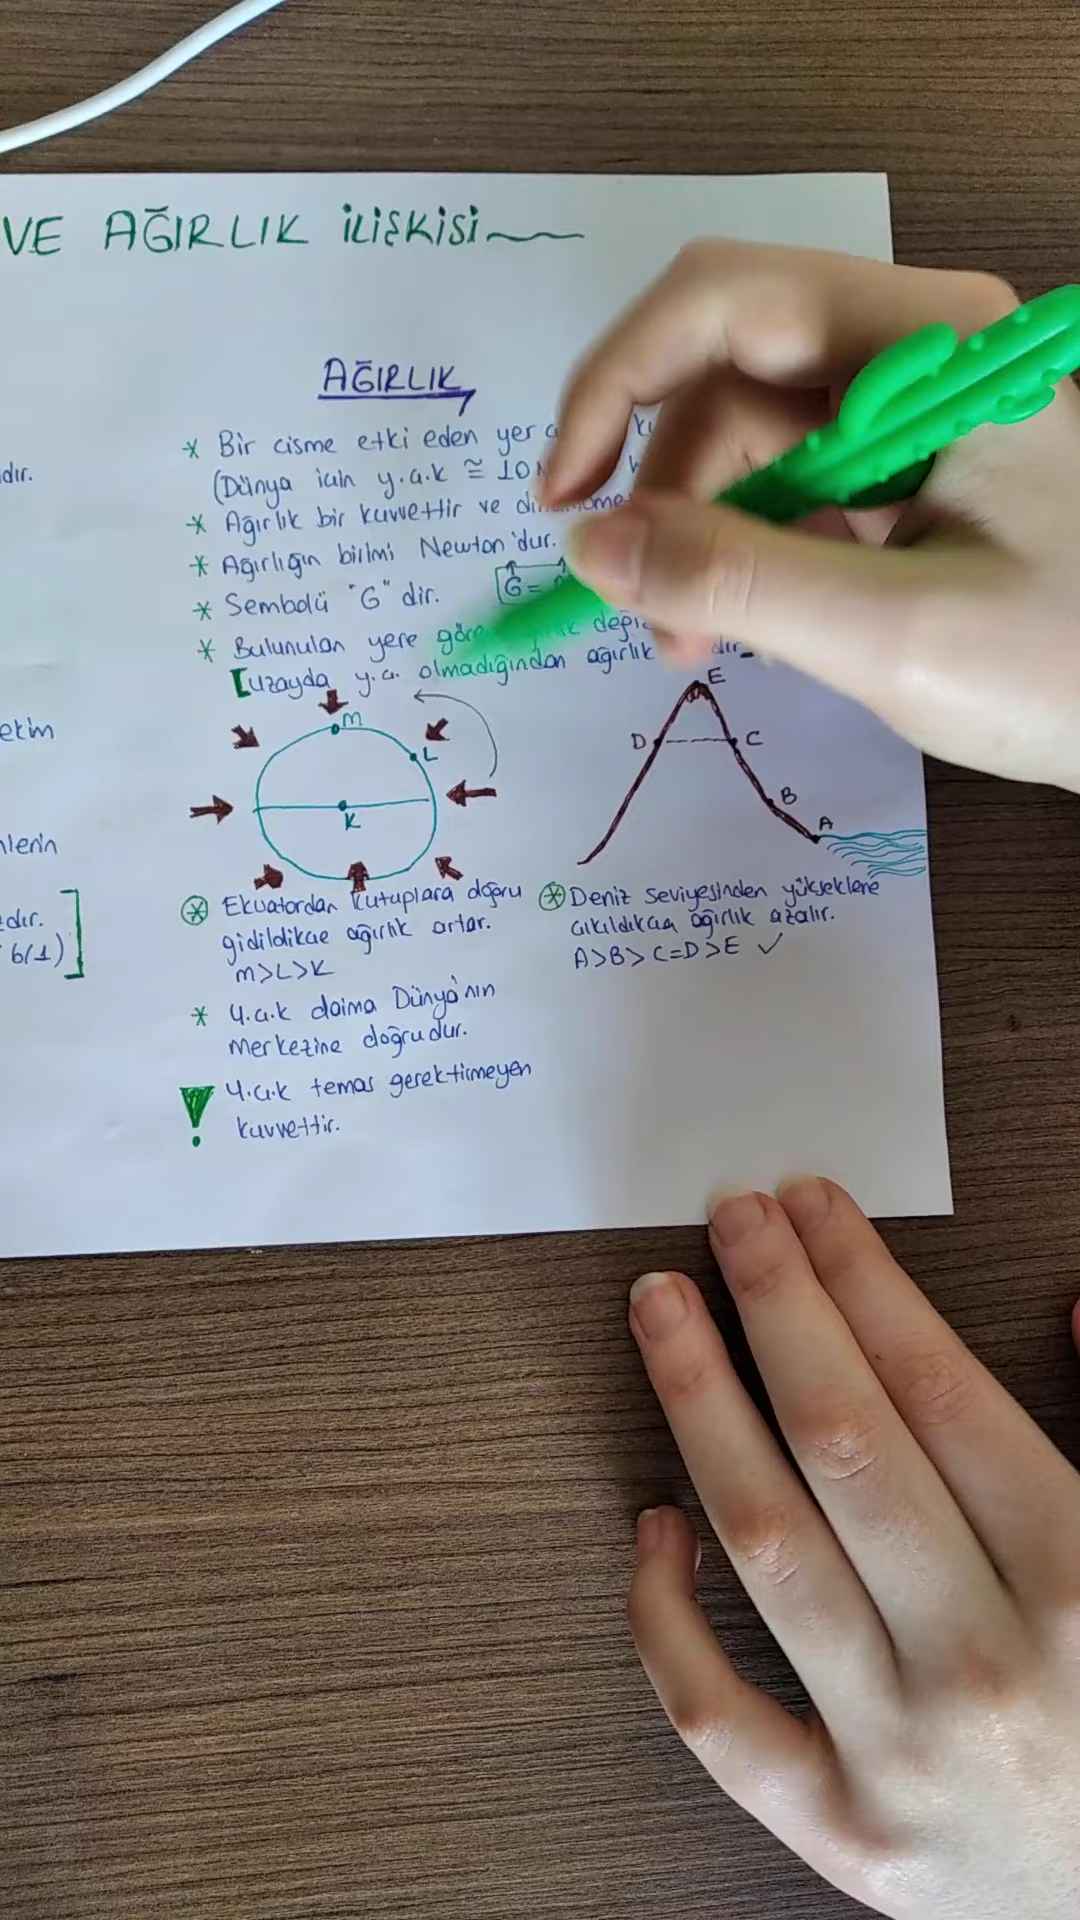 VE AĞIRLIK İLİŞKİSİ
AĞIRLIK
* Bir cisme etki eden yer
(Dünya için y.a.k ≅ 10
* Ağırlık bir kuvvettir ve
* Ağırlığın birimi Newton'dur.
* Sembolü "G" dir.
G =
* Bulunulan yere göre
[uzayda y.a. olmadığından ağırlık
dır.
etim
nlerin
dır.
6(1)]
M
L
K
E
D
C
B
A
* Ekvatordan kutuplara doğru
gidildikçe ağırlık artar.
M>L>K
* Y.a.k daima Dünya'nın
merkezine doğrudur.
! Y.a.k temas gerektirmeyen
kuvvettir.
* Deniz seviyesinden yükseklere
çıkıldıkça ağırlık azalır.
A>B>C=D>E ✓